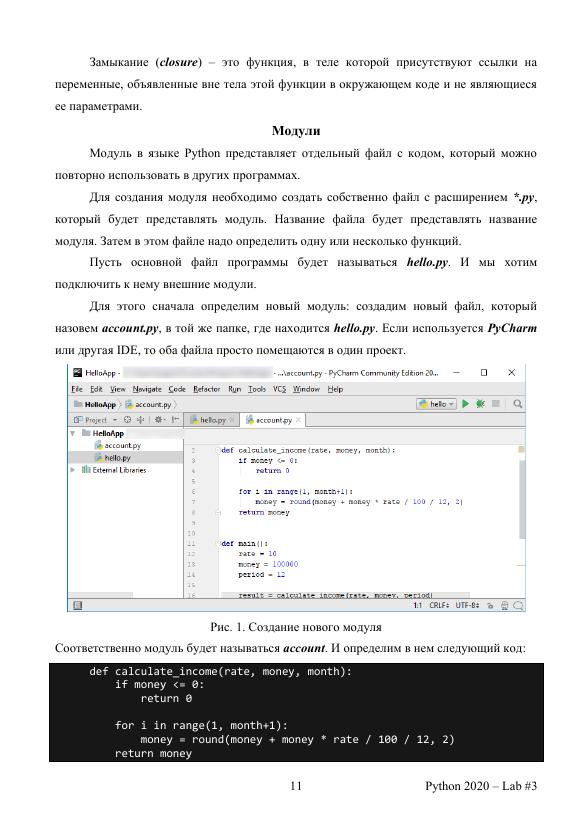 Замыкание (closure) – это функция, в теле которой присутствуют ссылки на
переменные, объявленные вне тела этой функции в окружающем коде и не являющиеся
ее параметрами.
Модули
Модуль в языке Python представляет отдельный файл с кодом, который можно
повторно использовать в других программах.
Для создания модуля необходимо создать собственно файл с расширением *.py,
который будет представлять модуль. Название файла будет представлять название
модуля. Затем в этом файле надо определить одну или несколько функций.
Пусть основной файл программы будет называться hello.py. И мы хотим
подключить к нему внешние модули.
Для этого сначала определим новый модуль: создадим новый файл, который
назовем account.py, в той же папке, где находится hello.py. Если используется PyCharm
или другая IDE, то оба файла просто помещаются в один проект.
HelloApp - - ...\account.py - PyCharm Community Edition 20...
File Edit View Navigate Code Refactor Run Tools VCS Window Help
HelloApp account.py hello
Project hello.py account.py
HelloApp
account.py
hello.py
External Libraries
2 def calculate_income(rate, money, month):
3 if money <= 0:
4 return 0
5
6 for i in range(1, month+1):
7 money = round(money + money * rate / 100 / 12, 2)
8 return money
9
10
11 def main():
12 rate = 10
13 money = 100000
14 period = 12
15
16 result = calculate_income(rate, money, period)
1:1 CRLF÷ UTF-8÷
Рис. 1. Создание нового модуля
Соответственно модуль будет называться account. И определим в нем следующий код:
def calculate_income(rate, money, month):
if money <= 0:
return 0
for i in range(1, month+1):
money = round(money + money * rate / 100 / 12, 2)
return money
11 Python 2020 – Lab #3